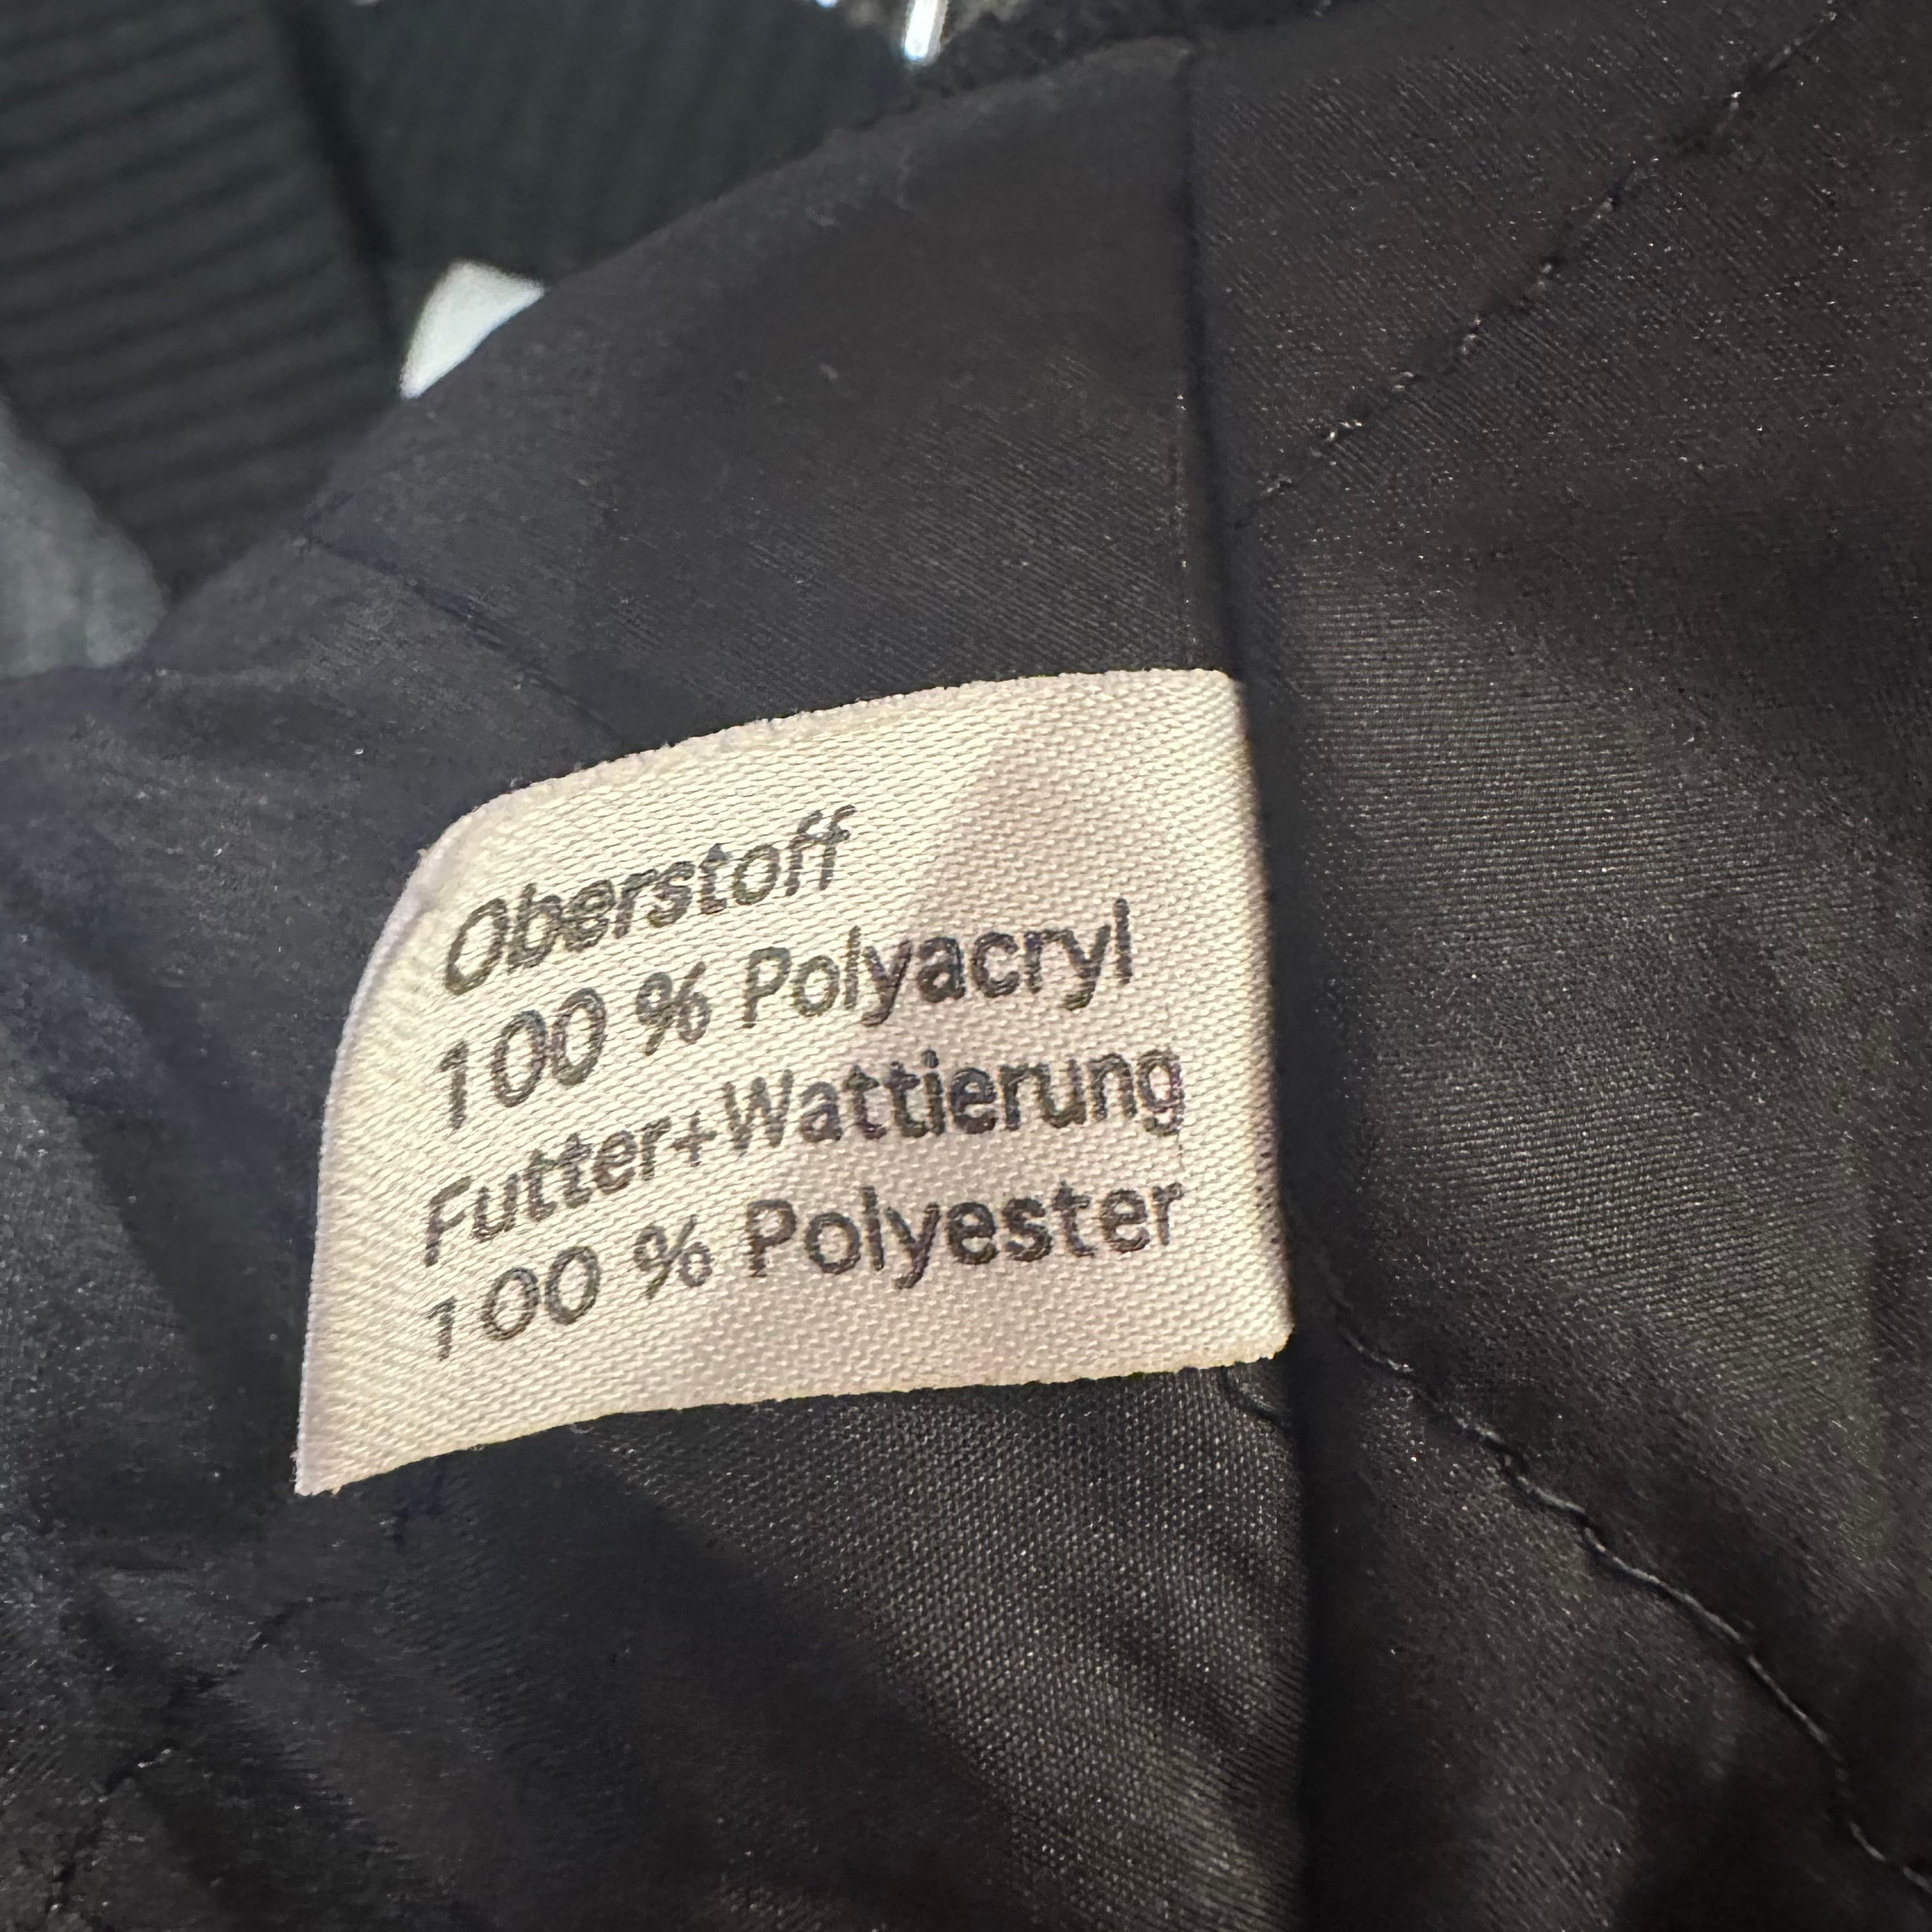 Oberstoff
100 % Polyacryl
Futter+Wattierung
100 % Polyester